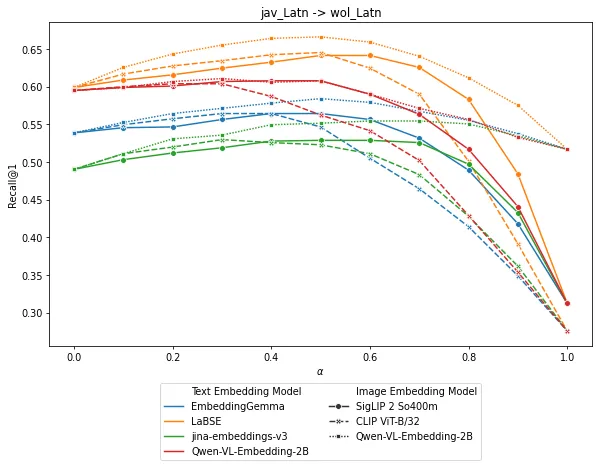 jav_Latn -> wol_Latn
Recall@1
0.65
0.60
0.55
0.50
0.45
0.40
0.35
0.30
0.0 0.2 0.4 0.6 0.8 1.0
α
Text Embedding Model
EmbeddingGemma
LaBSE
jina-embeddings-v3
Qwen-VL-Embedding-2B
Image Embedding Model
SigLIP 2 So400m
CLIP ViT-B/32
Qwen-VL-Embedding-2B